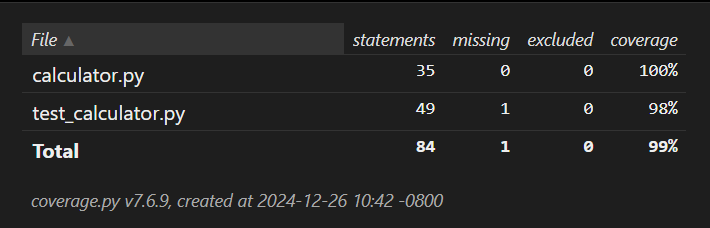 File ▲ statements missing excluded coverage
calculator.py 35 0 0 100%
test_calculator.py 49 1 0 98%
Total 84 1 0 99%
coverage.py v7.6.9, created at 2024-12-26 10:42 -0800